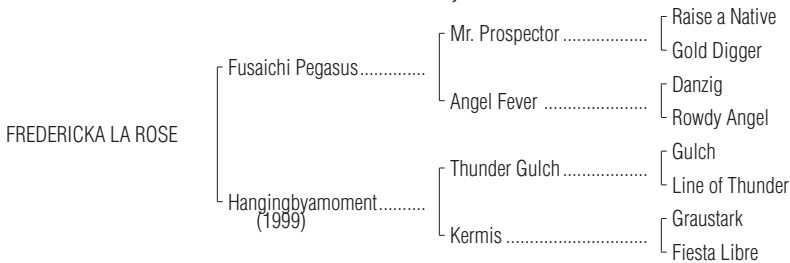 Raise a Native
Mr. Prospector ..................
Gold Digger
Fusaichi Pegasus..............
Danzig
Angel Fever ......................
Rowdy Angel
FREDERICKA LA ROSE
Gulch
Thunder Gulch ..................
Line of Thunder
Hangingbyamoment..........
(1999)
Graustark
Kermis ..............................
Fiesta Libre